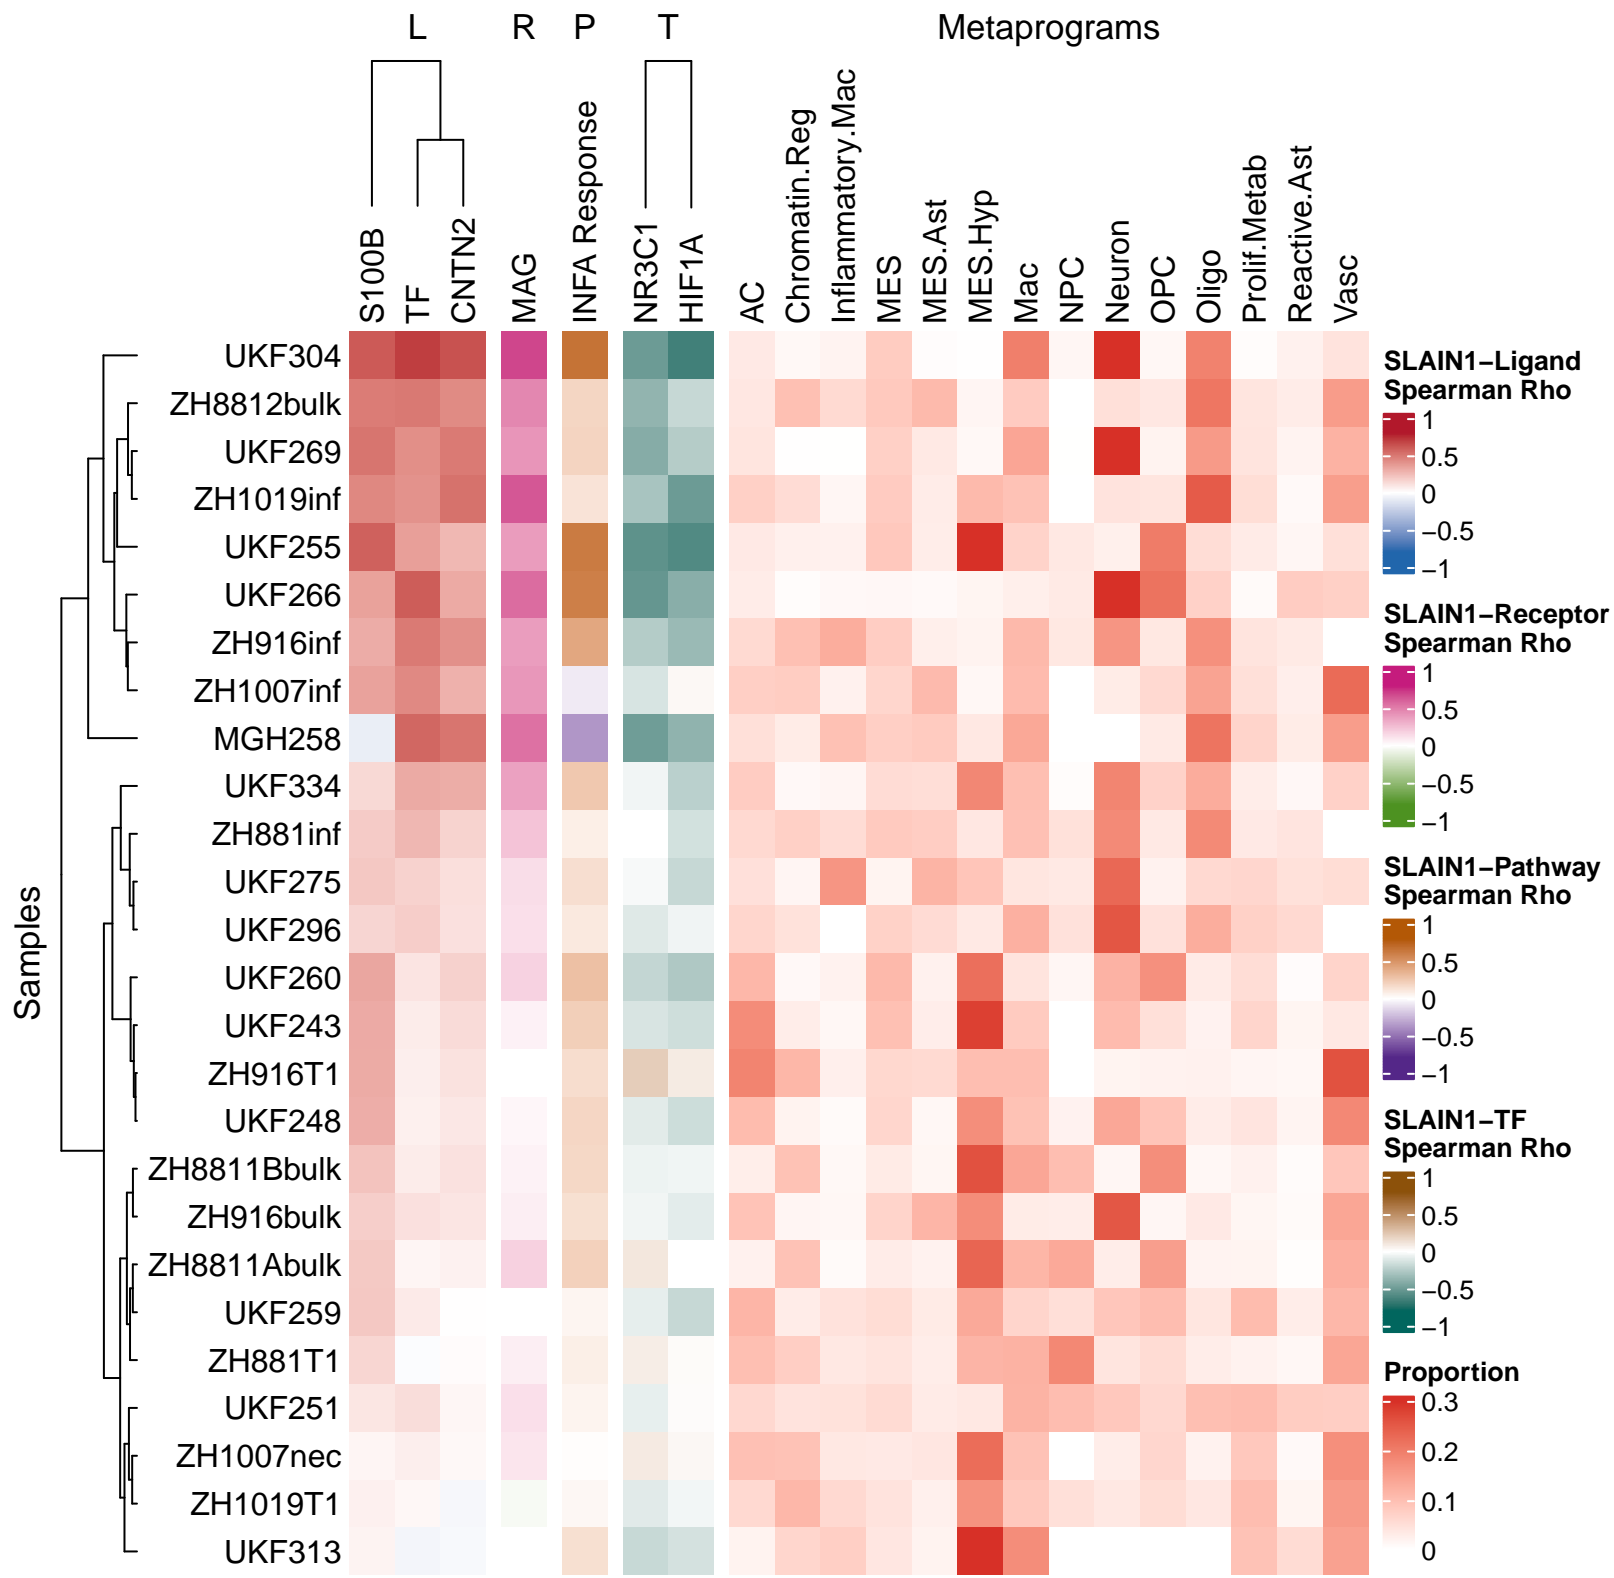 L R P T Metaprograms
S100B
TF
CNTN2
MAG
INFA Response
NR3C1
HIF1A
AC
Chromatin.Reg
Inflammatory.Mac
MES
MES.Ast
MES.Hyp
Mac
NPC
Neuron
OPC
Oligo
Prolif.Metab
Reactive.Ast
Vasc
Samples
UKF304
ZH8812bulk
UKF269
ZH1019inf
UKF255
UKF266
ZH916inf
ZH1007inf
MGH258
UKF334
ZH881inf
UKF275
UKF296
UKF260
UKF243
ZH916T1
UKF248
ZH8811Bbulk
ZH916bulk
ZH8811Abulk
UKF259
ZH881T1
UKF251
ZH1007nec
ZH1019T1
UKF313
SLAIN1−Ligand
Spearman Rho
1
0.5
0
−0.5
−1
SLAIN1−Receptor
Spearman Rho
1
0.5
0
−0.5
−1
SLAIN1−Pathway
Spearman Rho
1
0.5
0
−0.5
−1
SLAIN1−TF
Spearman Rho
1
0.5
0
−0.5
−1
Proportion
0.3
0.2
0.1
0